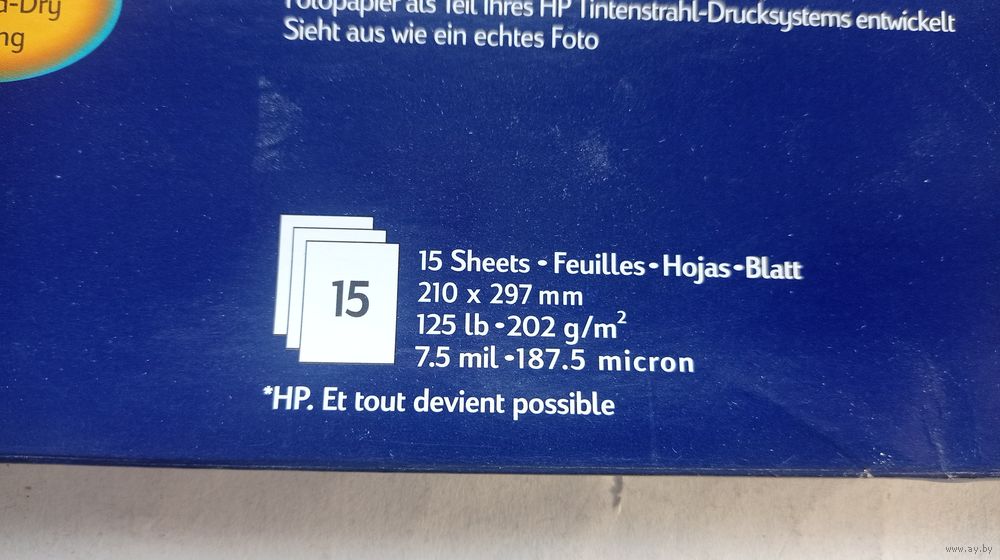 -Dry
ng
Fotopapier als Teil Ihres HP Tintenstrahl-Drucksystems entwickelt
Sieht aus wie ein echtes Foto
15
15 Sheets • Feuilles • Hojas • Blatt
210 x 297 mm
125 lb • 202 g/m²
7.5 mil • 187.5 micron
*HP. Et tout devient possible
www.ay.by